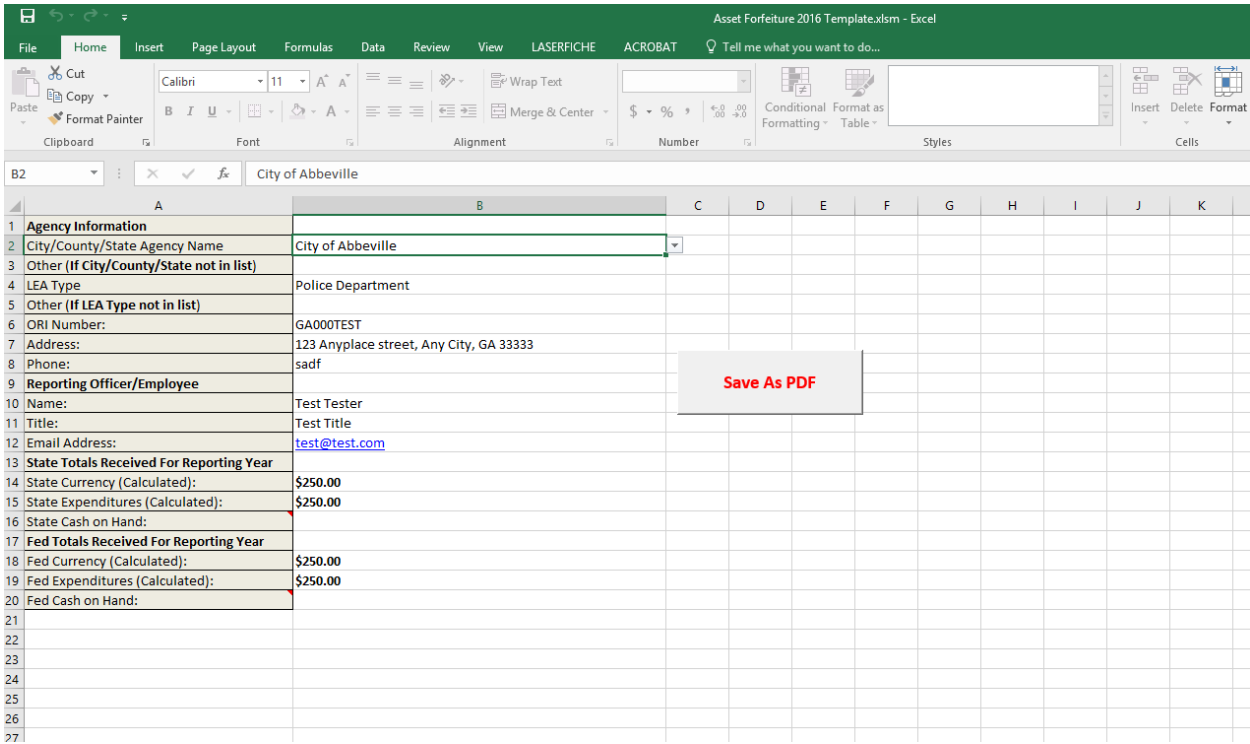 Asset Forfeiture 2016 Template.xlsm - Excel
File Home Insert Page Layout Formulas Data Review View LASERFICHE ACROBAT Tell me what you want to do...
Cut
Copy
Format Painter
Paste
Clipboard
Calibri 11 A A
B I U A
Font
Wrap Text
Merge & Center
Alignment
$ % , .00 .0
Number
Conditional Formatting
Format as Table
Styles
Insert Delete Format
Cells
B2 fx City of Abbeville
A B C D E F G H I J K
1 Agency Information
2 City/County/State Agency Name City of Abbeville
3 Other (If City/County/State not in list)
4 LEA Type Police Department
5 Other (If LEA Type not in list)
6 ORI Number: GA000TEST
7 Address: 123 Anyplace street, Any City, GA 33333
8 Phone: sadf
9 Reporting Officer/Employee
Save As PDF
10 Name: Test Tester
11 Title: Test Title
12 Email Address: test@test.com
13 State Totals Received For Reporting Year
14 State Currency (Calculated): $250.00
15 State Expenditures (Calculated): $250.00
16 State Cash on Hand:
17 Fed Totals Received For Reporting Year
18 Fed Currency (Calculated): $250.00
19 Fed Expenditures (Calculated): $250.00
20 Fed Cash on Hand:
21
22
23
24
25
26
27